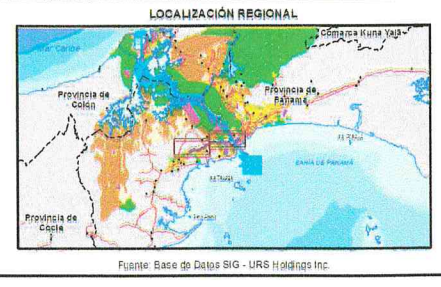 LOCALIZACIÓN REGIONAL
Mar Caribe
Comarca Kuna Yala
Provincia de
Colón
Provincia de
Panamá
BAHÍA DE PANAMÁ
Provincia de
Coclé
Fuente: Base de Datos SIG - URS Holdings Inc.